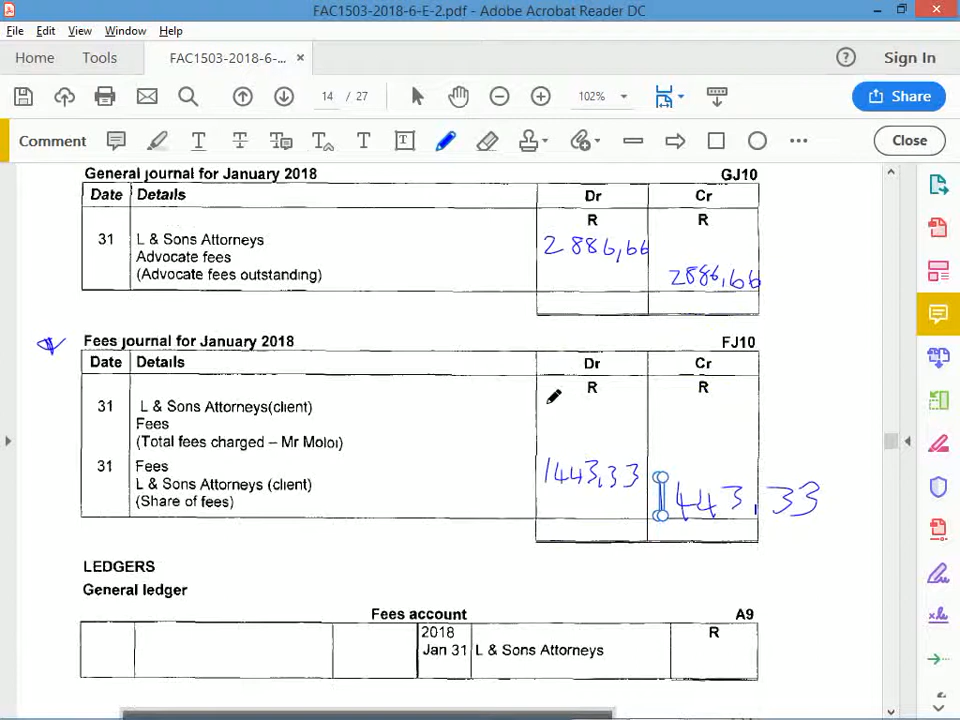 FAC1503-2018-6-E-2.pdf - Adobe Acrobat Reader DC
File Edit View Window Help
Home Tools FAC1503-2018-6-... × Sign In
14 / 27 102% Share
Comment Close
General journal for January 2018 GJ10
Date Details Dr Cr
R R
31 L & Sons Attorneys 2886,66
Advocate fees
(Advocate fees outstanding) 2886,66
Fees journal for January 2018 FJ10
Date Details Dr Cr
R R
31 L & Sons Attorneys(client)
Fees
(Total fees charged – Mr Moloi)
31 Fees 1443,33
L & Sons Attorneys (client) 1443,33
(Share of fees)
LEDGERS
General ledger
Fees account A9
2018 R
Jan 31 L & Sons Attorneys